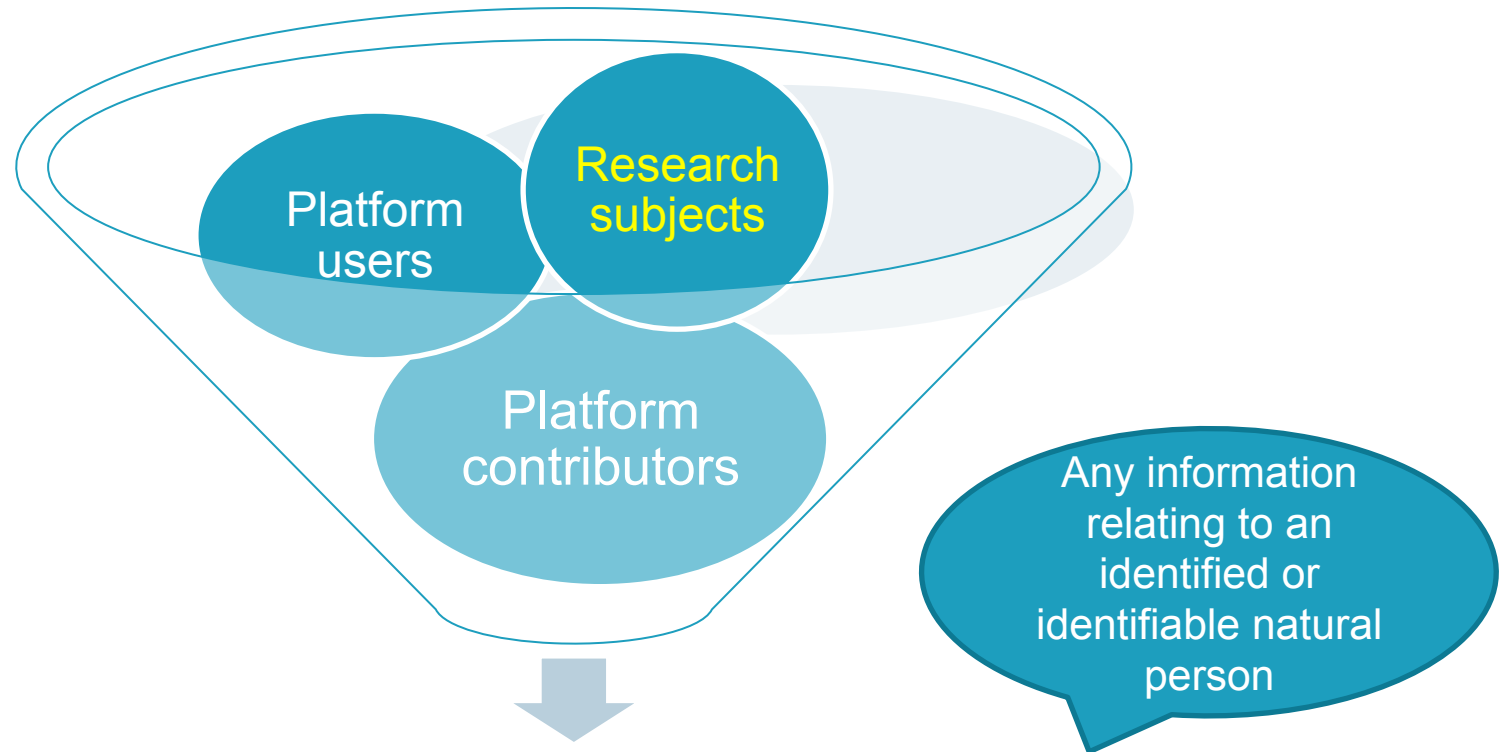 Research
subjects
Platform
users
Platform
contributors
Any information
relating to an
identified or
identifiable natural
person